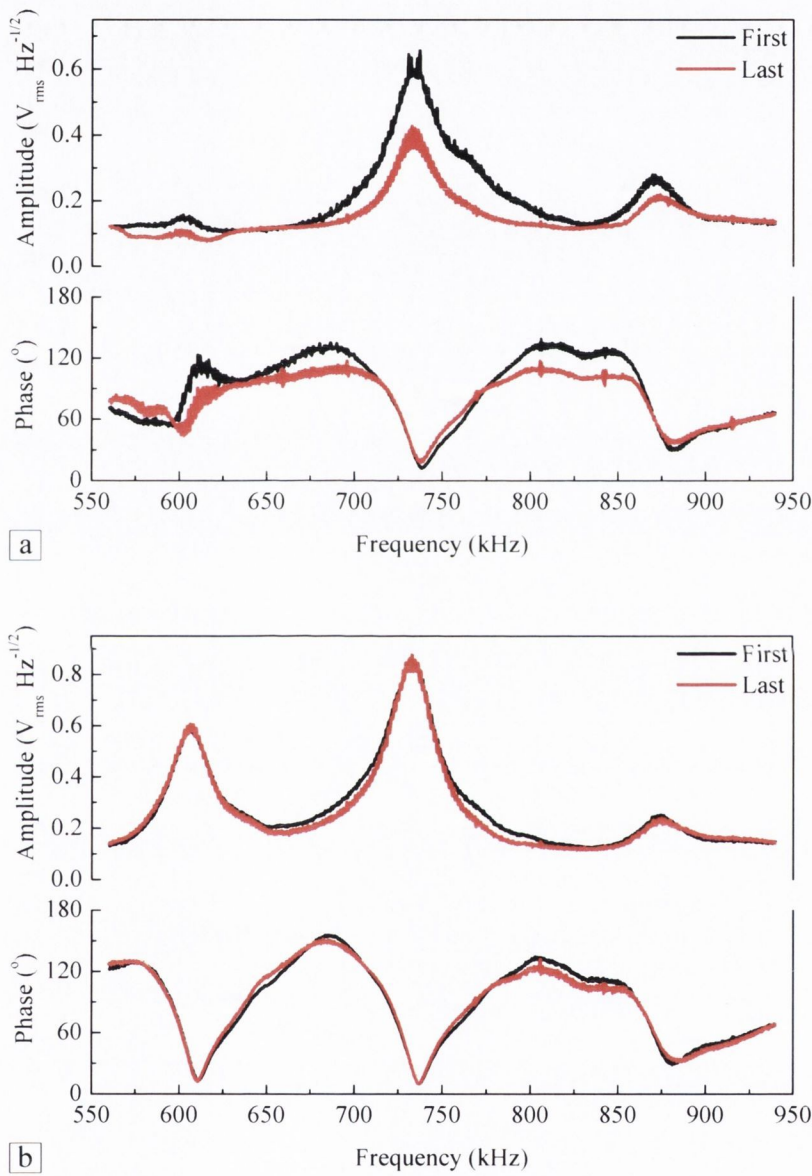 First
Last
Amplitude (V_rms Hz^-1/2)
0.6
0.4
0.2
0.0
Phase (°)
180
120
60
0
550 600 650 700 750 800 850 900 950
Frequency (kHz)
a
First
Last
Amplitude (V_rms Hz^-1/2)
0.8
0.6
0.4
0.2
0.0
Phase (°)
180
120
60
0
550 600 650 700 750 800 850 900 950
Frequency (kHz)
b